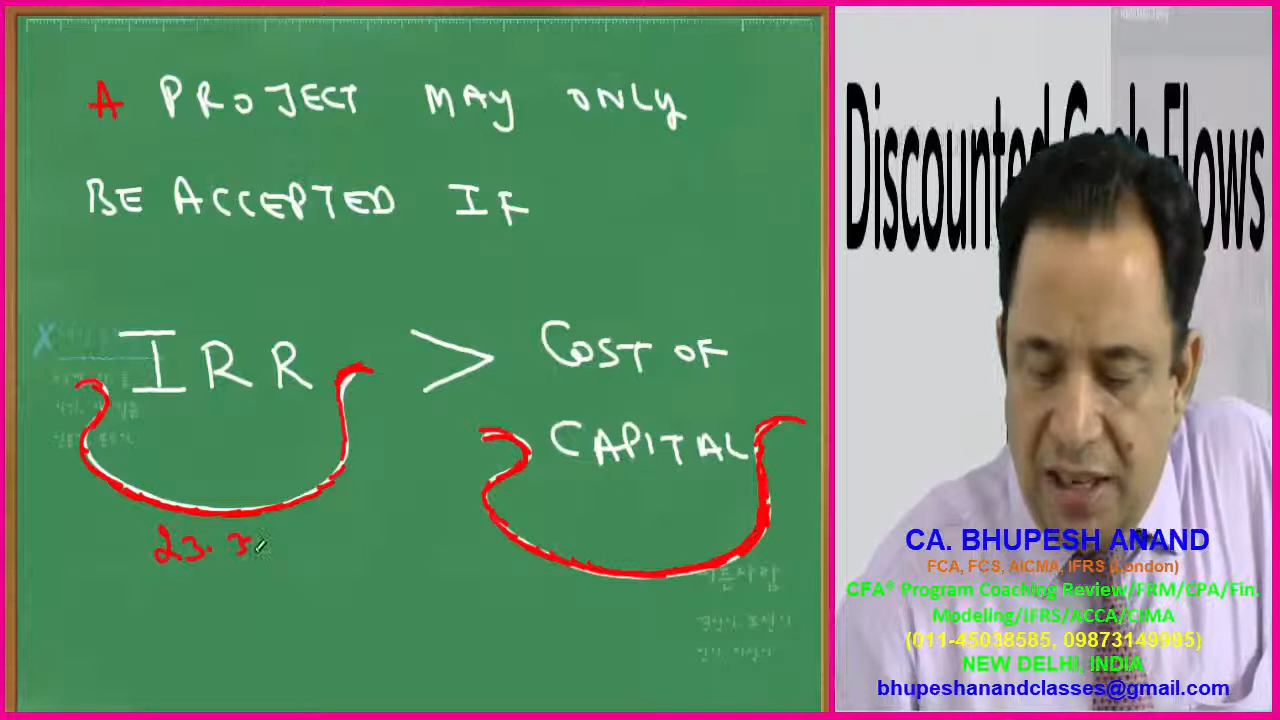 A PROJECT MAY ONLY
BE ACCEPTED IF
IRR > COST OF
CAPITAL
23.3
Discounted Cash Flows
CA. BHUPESH ANAND
FCA, FCS, AICMA, IFRS (London)
CFA® Program Coaching Review/FRM/CPA/Fin.
Modeling/IFRS/ACCA/CIMA
(011-45038585, 09873149995)
NEW DELHI, INDIA
bhupeshanandclasses@gmail.com